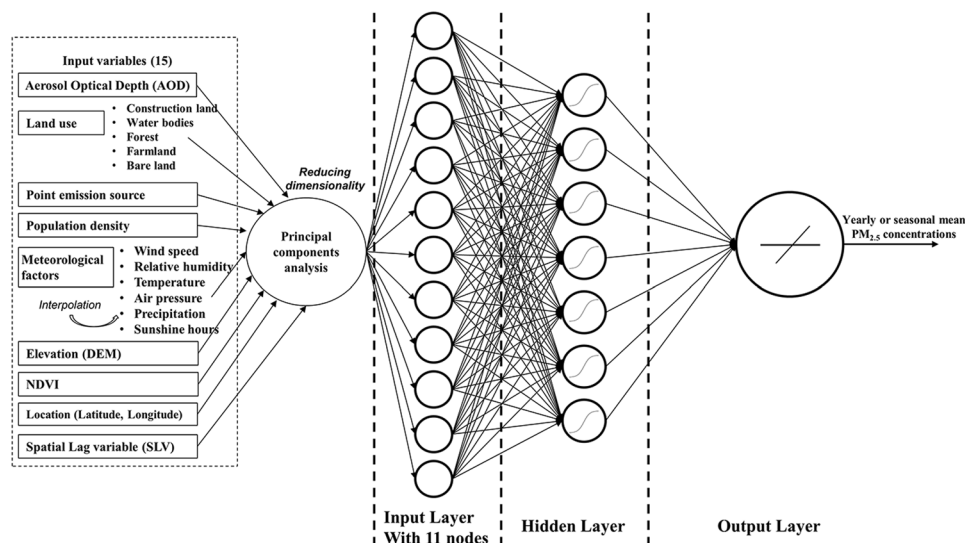 Input variables (15)
Aerosol Optical Depth (AOD)
Land use
• Construction land
• Water bodies
• Forest
• Farmland
• Bare land
Point emission source
Population density
Meteorological
factors
• Wind speed
• Relative humidity
• Temperature
• Air pressure
• Precipitation
• Sunshine hours
Interpolation
Elevation (DEM)
NDVI
Location (Latitude, Longitude)
Spatial Lag variable (SLV)
Reducing
dimensionality
Principal
components
analysis
Input Layer
With 11 nodes
Hidden Layer
Output Layer
Yearly or seasonal mean
PM2.5 concentrations